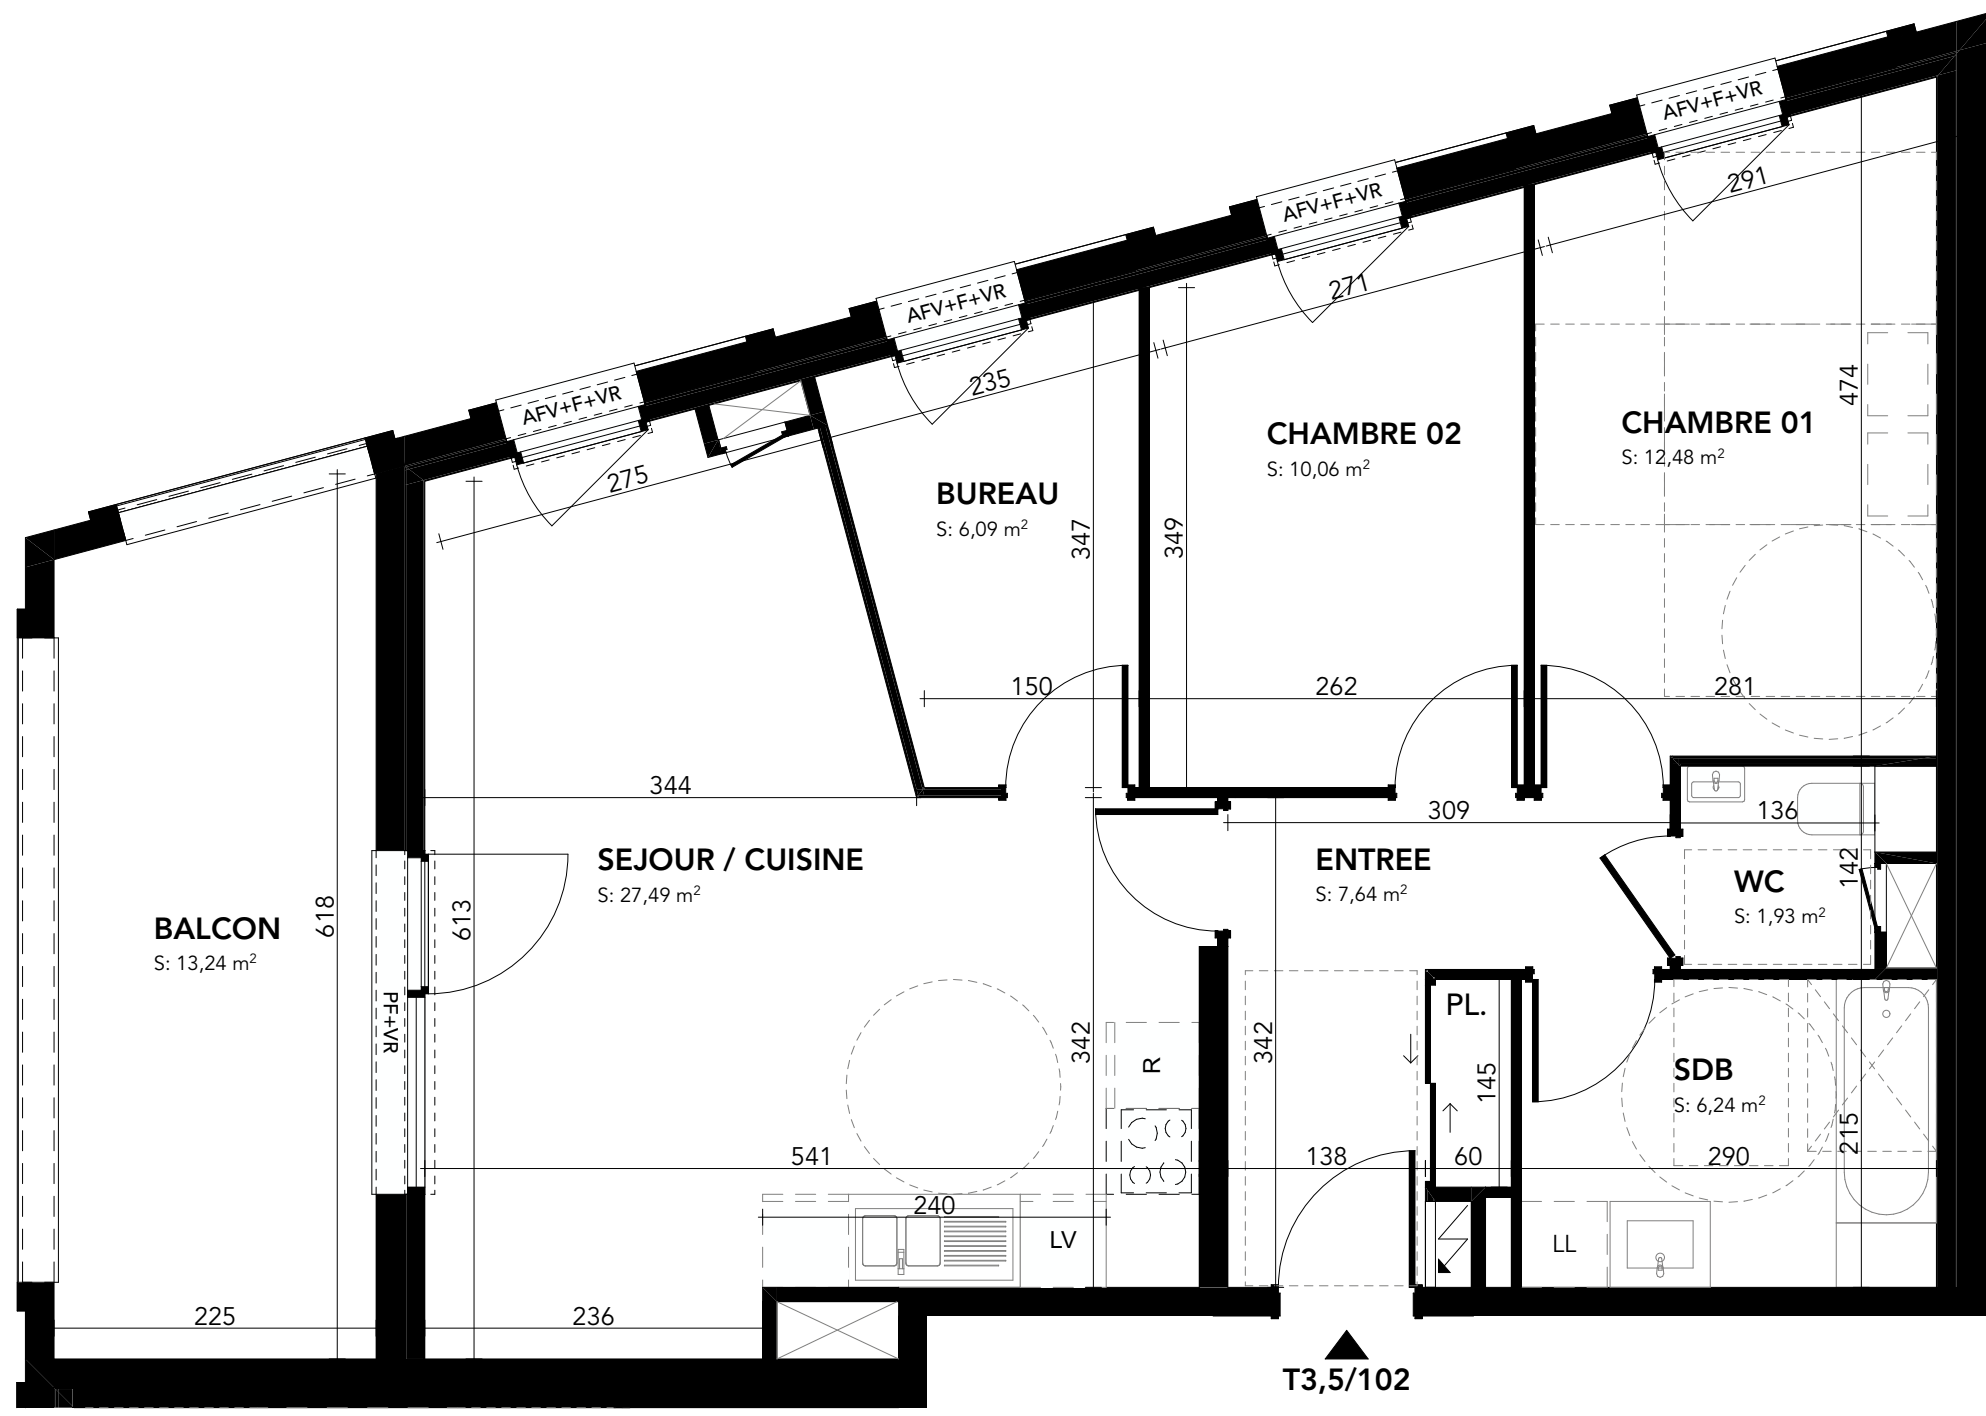 AFV+F+VR
291
AFV+F+VR
271
AFV+F+VR
235
AFV+F+VR
275
474
CHAMBRE 01
S: 12,48 m²
CHAMBRE 02
S: 10,06 m²
BUREAU
S: 6,09 m²
347
349
150
262
281
344
309
136
SEJOUR / CUISINE
S: 27,49 m²
ENTREE
S: 7,64 m²
WC
S: 1,93 m²
142
BALCON
S: 13,24 m²
618
613
PF+VR
342
R
342
PL.
145
SDB
S: 6,24 m²
215
541
138
60
290
240
LV
LL
225
236
T3,5/102